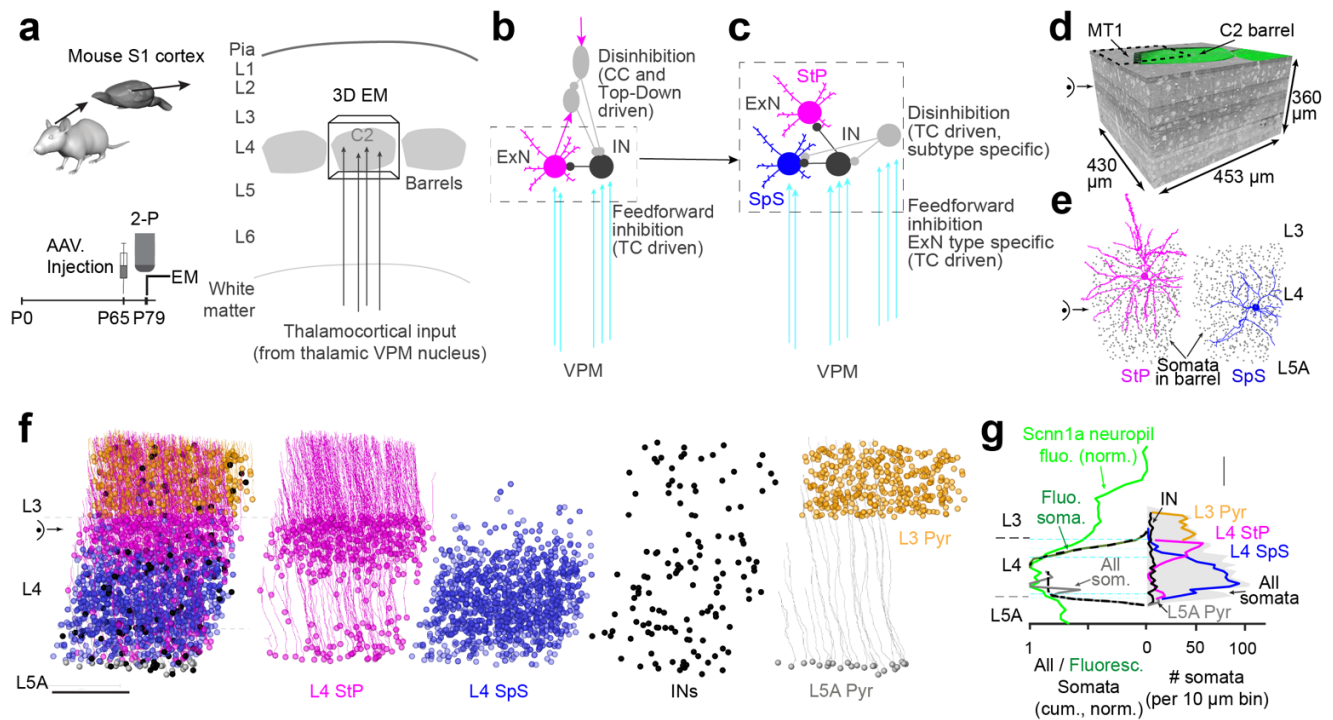 a
Mouse S1 cortex
Pia
L1
L2
L3
L4
L5
L6
White
matter
3D EM
C2
Barrels
Thalamocortical input
(from thalamic VPM nucleus)
2-P
AAV.
Injection
EM
P0
P65
P79
b
Disinhibition
(CC and
Top-Down
driven)
ExN
IN
Feedforward
inhibition
(TC driven)
VPM
c
StP
ExN
IN
SpS
Disinhibition
(TC driven,
subtype specific)
Feedforward
inhibition
ExN type specific
(TC driven)
VPM
d
MT1
C2 barrel
360
µm
430
µm
453 µm
e
L3
L4
L5A
StP
Somata
in barrel
SpS
f
L3
L4
L5A
L4 StP
L4 SpS
INs
L3 Pyr
L5A Pyr
g
Scnn1a neuropil
fluo. (norm.)
Fluo.
soma.
IN
L3 Pyr
L4 StP
L4 SpS
All
som.
All
somata
L5A Pyr
L3
L4
L5A
1
0
50
100
All / Fluoresc.
Somata
(cum., norm.)
# somata
(per 10 µm bin)